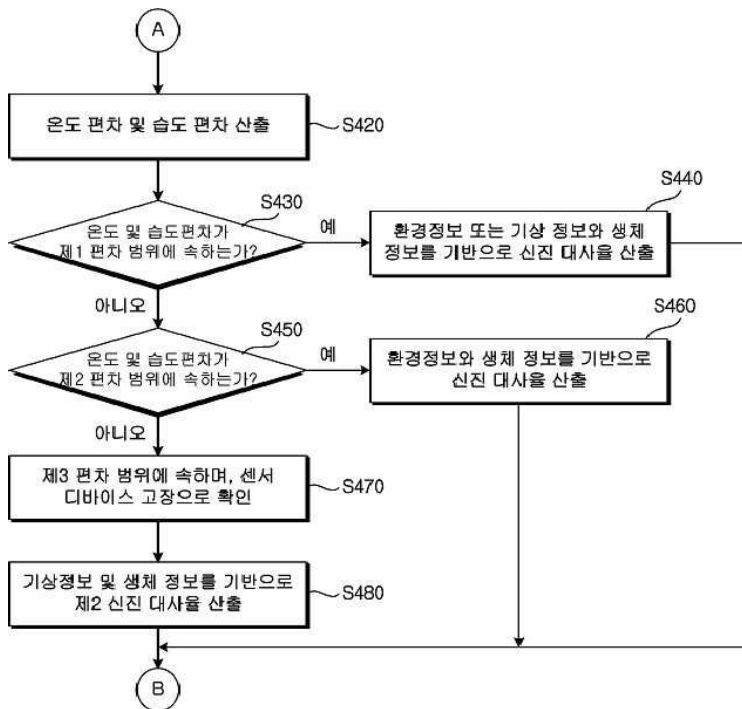 A
온도 편차 및 습도 편차 산출
S420
S430
온도 및 습도편차가
제1 편차 범위에 속하는가?
예
S440
환경정보 또는 기상 정보와 생체
정보를 기반으로 신진 대사율 산출
아니오
S450
온도 및 습도편차가
제2 편차 범위에 속하는가?
예
S460
환경정보와 생체 정보를 기반으로
신진 대사율 산출
아니오
제3 편차 범위에 속하며, 센서
디바이스 고장으로 확인
S470
기상정보 및 생체 정보를 기반으로
제2 신진 대사율 산출
S480
B